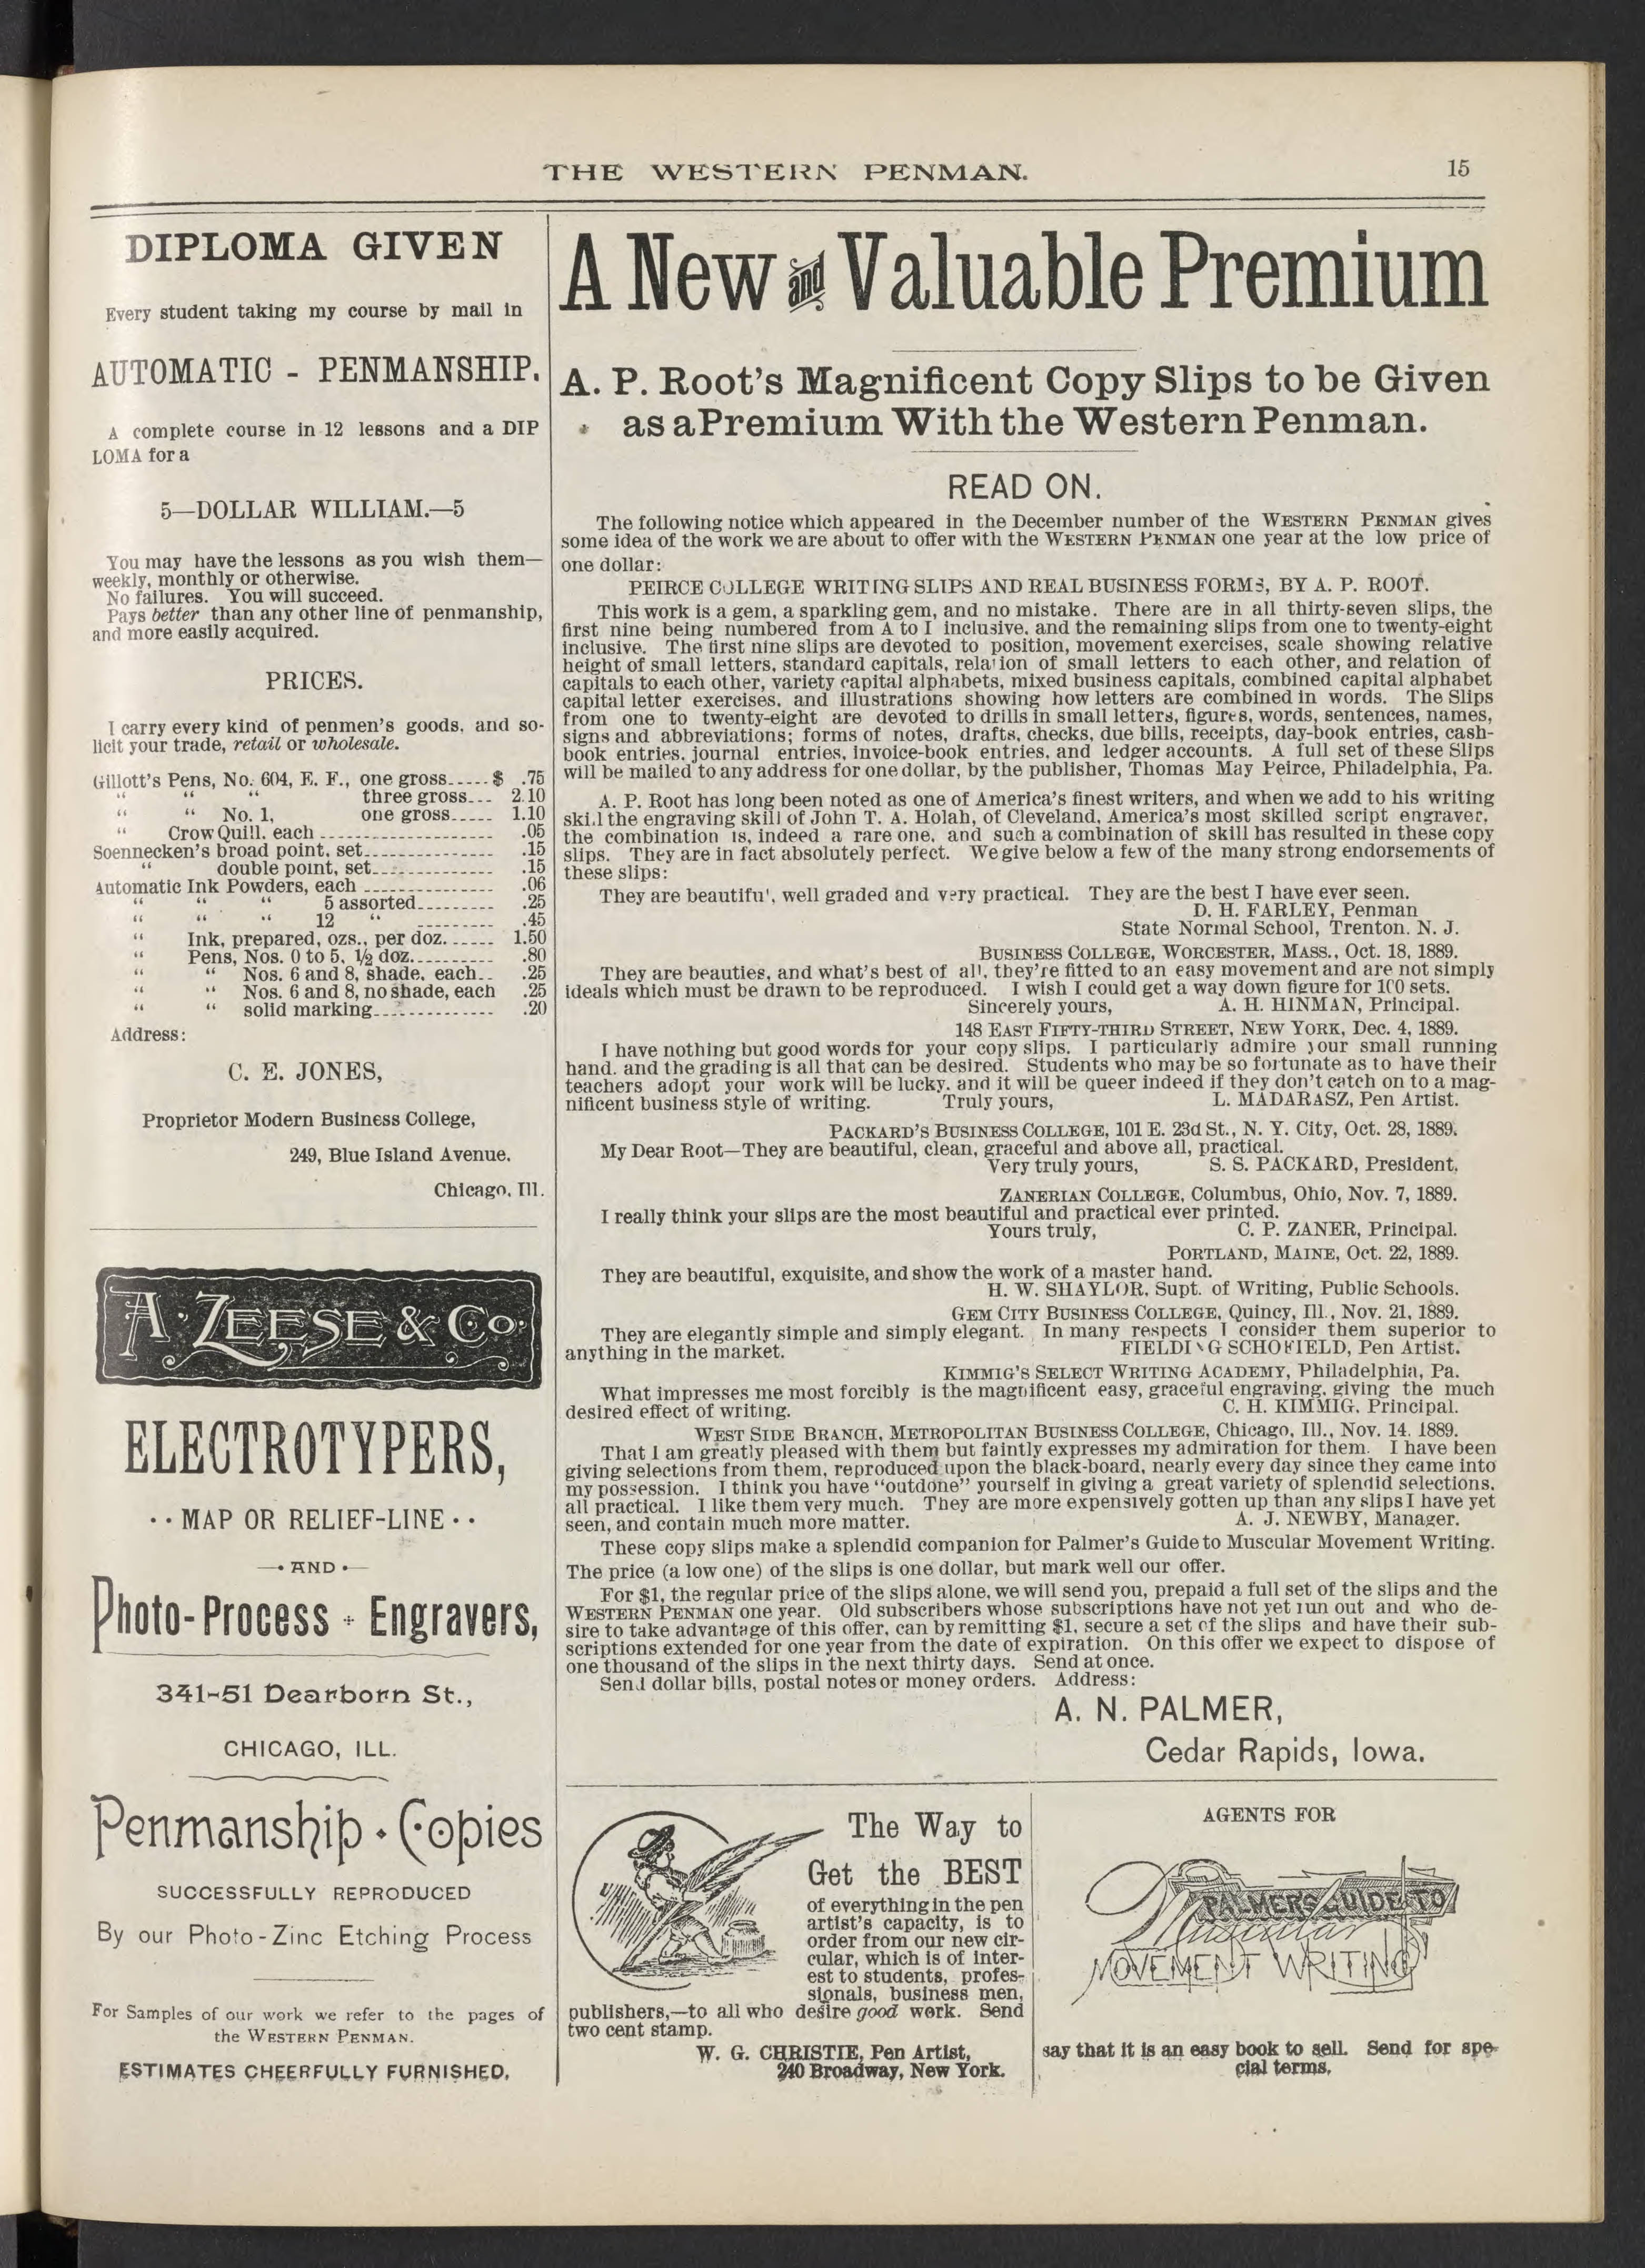 THE WESTERN PENMAN.
15
DIPLOMA GIVEN
Every student taking my course by mail in
AUTOMATIC - PENMANSHIP.
A complete course in 12 lessons and a DIP
LOMA for a
5—DOLLAR WILLIAM.—5
You may have the lessons as you wish them—
weekly, monthly or otherwise.
No failures. You will succeed.
Pays better than any other line of penmanship,
and more easily acquired.
PRICES.
I carry every kind of penmen's goods, and so-
licit your trade, retail or wholesale.
Gillott's Pens, No. 604, E. F., one gross.....$ .75
" " " three gross... 2.10
" " No. 1, one gross..... 1.10
" Crow Quill, each .................... .05
Soennecken's broad point, set............... .15
" double point, set.............. .15
Automatic Ink Powders, each ............... .06
" " " 5 assorted......... .25
" " " 12 " ......... .45
" Ink, prepared, ozs., per doz...... 1.50
" Pens, Nos. 0 to 5, ½ doz.......... .80
" " Nos. 6 and 8, shade, each.. .25
" " Nos. 6 and 8, no shade, each .25
" " solid marking.............. .20
Address:
C. E. JONES,
Proprietor Modern Business College,
249, Blue Island Avenue.
Chicago, Ill.
A. ZEESE & Co.
ELECTROTYPERS,
· · MAP OR RELIEF-LINE · ·
—• AND •—
Photo-Process + Engravers,
341-51 Dearborn St.,
CHICAGO, ILL.
Penmanship · Copies
SUCCESSFULLY REPRODUCED
By our Photo-Zinc Etching Process
For Samples of our work we refer to the pages of
the WESTERN PENMAN.
ESTIMATES CHEERFULLY FURNISHED.
A New and Valuable Premium
A. P. Root's Magnificent Copy Slips to be Given
as a Premium With the Western Penman.
READ ON.
The following notice which appeared in the December number of the WESTERN PENMAN gives
some idea of the work we are about to offer with the WESTERN PENMAN one year at the low price of
one dollar:
PEIRCE COLLEGE WRITING SLIPS AND REAL BUSINESS FORMS, BY A. P. ROOT.
This work is a gem, a sparkling gem, and no mistake. There are in all thirty-seven slips, the
first nine being numbered from A to I inclusive, and the remaining slips from one to twenty-eight
inclusive. The first nine slips are devoted to position, movement exercises, scale showing relative
height of small letters, standard capitals, relation of small letters to each other, and relation of
capitals to each other, variety capital alphabets, mixed business capitals, combined capital alphabet
capital letter exercises, and illustrations showing how letters are combined in words. The Slips
from one to twenty-eight are devoted to drills in small letters, figures, words, sentences, names,
signs and abbreviations; forms of notes, drafts, checks, due bills, receipts, day-book entries, cash-
book entries, journal entries, invoice-book entries, and ledger accounts. A full set of these Slips
will be mailed to any address for one dollar, by the publisher, Thomas May Peirce, Philadelphia, Pa.
A. P. Root has long been noted as one of America's finest writers, and when we add to his writing
skill the engraving skill of John T. A. Holah, of Cleveland, America's most skilled script engraver,
the combination is, indeed a rare one, and such a combination of skill has resulted in these copy
slips. They are in fact absolutely perfect. We give below a few of the many strong endorsements of
these slips:
They are beautiful, well graded and very practical. They are the best I have ever seen.
D. H. FARLEY, Penman
State Normal School, Trenton. N. J.
BUSINESS COLLEGE, WORCESTER, MASS., Oct. 18, 1889.
They are beauties, and what's best of all, they're fitted to an easy movement and are not simply
ideals which must be drawn to be reproduced. I wish I could get a way down figure for 100 sets.
Sincerely yours, A. H. HINMAN, Principal.
148 EAST FIFTY-THIRD STREET, NEW YORK, Dec. 4, 1889.
I have nothing but good words for your copy slips. I particularly admire your small running
hand, and the grading is all that can be desired. Students who may be so fortunate as to have their
teachers adopt your work will be lucky, and it will be queer indeed if they don't catch on to a mag-
nificent business style of writing. Truly yours, L. MADARASZ, Pen Artist.
PACKARD'S BUSINESS COLLEGE, 101 E. 23d St., N. Y. City, Oct. 28, 1889.
My Dear Root—They are beautiful, clean, graceful and above all, practical.
Very truly yours, S. S. PACKARD, President.
ZANERIAN COLLEGE, Columbus, Ohio, Nov. 7, 1889.
I really think your slips are the most beautiful and practical ever printed.
Yours truly, C. P. ZANER, Principal.
PORTLAND, MAINE, Oct. 22, 1889.
They are beautiful, exquisite, and show the work of a master hand.
H. W. SHAYLOR, Supt. of Writing, Public Schools.
GEM CITY BUSINESS COLLEGE, Quincy, Ill., Nov. 21, 1889.
They are elegantly simple and simply elegant. In many respects I consider them superior to
anything in the market. FIELDING SCHOFIELD, Pen Artist.
KIMMIG'S SELECT WRITING ACADEMY, Philadelphia, Pa.
What impresses me most forcibly is the magnificent easy, graceful engraving, giving the much
desired effect of writing. C. H. KIMMIG, Principal.
WEST SIDE BRANCH, METROPOLITAN BUSINESS COLLEGE, Chicago, Ill., Nov. 14, 1889.
That I am greatly pleased with them but faintly expresses my admiration for them. I have been
giving selections from them, reproduced upon the black-board, nearly every day since they came into
my possession. I think you have "outdone" yourself in giving a great variety of splendid selections,
all practical. I like them very much. They are more expensively gotten up than any slips I have yet
seen, and contain much more matter. A. J. NEWBY, Manager.
These copy slips make a splendid companion for Palmer's Guide to Muscular Movement Writing.
The price (a low one) of the slips is one dollar, but mark well our offer.
For $1, the regular price of the slips alone, we will send you, prepaid a full set of the slips and the
WESTERN PENMAN one year. Old subscribers whose subscriptions have not yet run out and who de-
sire to take advantage of this offer, can by remitting $1, secure a set of the slips and have their sub-
scriptions extended for one year from the date of expiration. On this offer we expect to dispose of
one thousand of the slips in the next thirty days. Send at once.
Send dollar bills, postal notes or money orders. Address:
A. N. PALMER,
Cedar Rapids, Iowa.
The Way to
Get the BEST
of everything in the pen
artist's capacity, is to
order from our new cir-
cular, which is of inter-
est to students, profes-
sionals, business men,
publishers,—to all who desire good work. Send
two cent stamp.
W. G. CHRISTIE, Pen Artist,
240 Broadway, New York.
AGENTS FOR
PALMER'S GUIDE TO
Muscular
MOVEMENT WRITING
say that it is an easy book to sell. Send for spe-
cial terms.